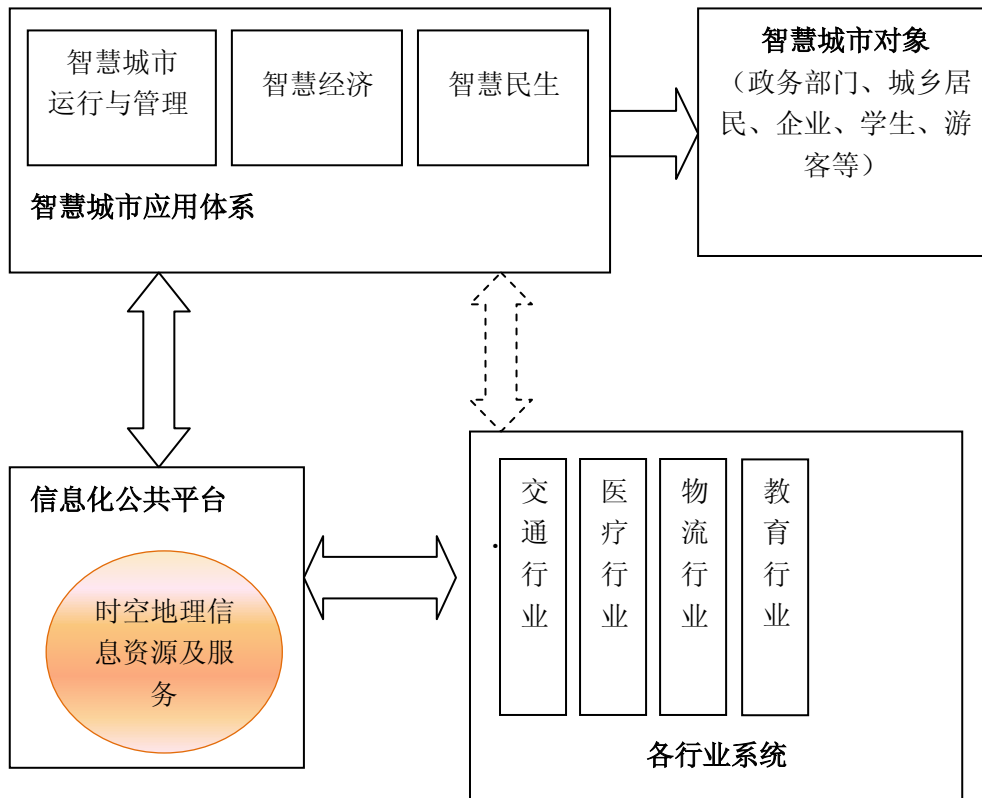 智慧城市
运行与管理
智慧经济
智慧民生
智慧城市应用体系
智慧城市对象
（政务部门、城乡居
民、企业、学生、游
客等）
信息化公共平台
时空地理信
息资源及服
务
交
通
行
业
医
疗
行
业
物
流
行
业
教
育
行
业
各行业系统